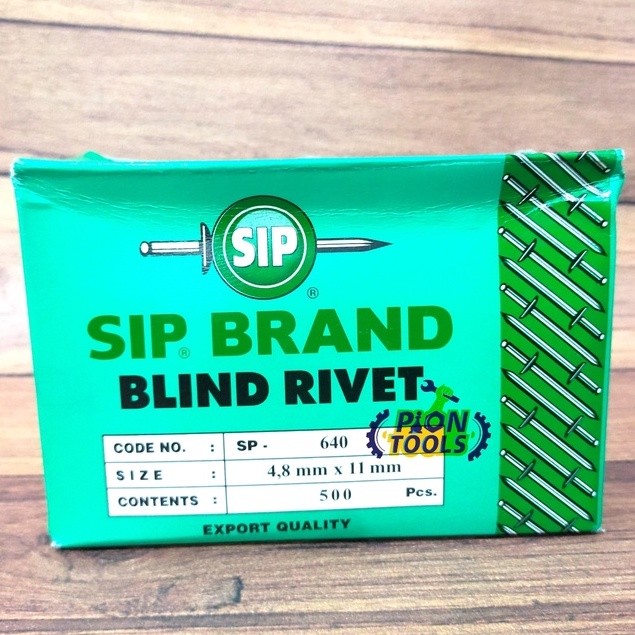 SIP
®
SIP® BRAND
BLIND RIVET
PION
TOOLS
CODE NO. : SP - 640
SIZE : 4,8 mm x 11 mm
CONTENTS : 500 Pcs.
EXPORT QUALITY